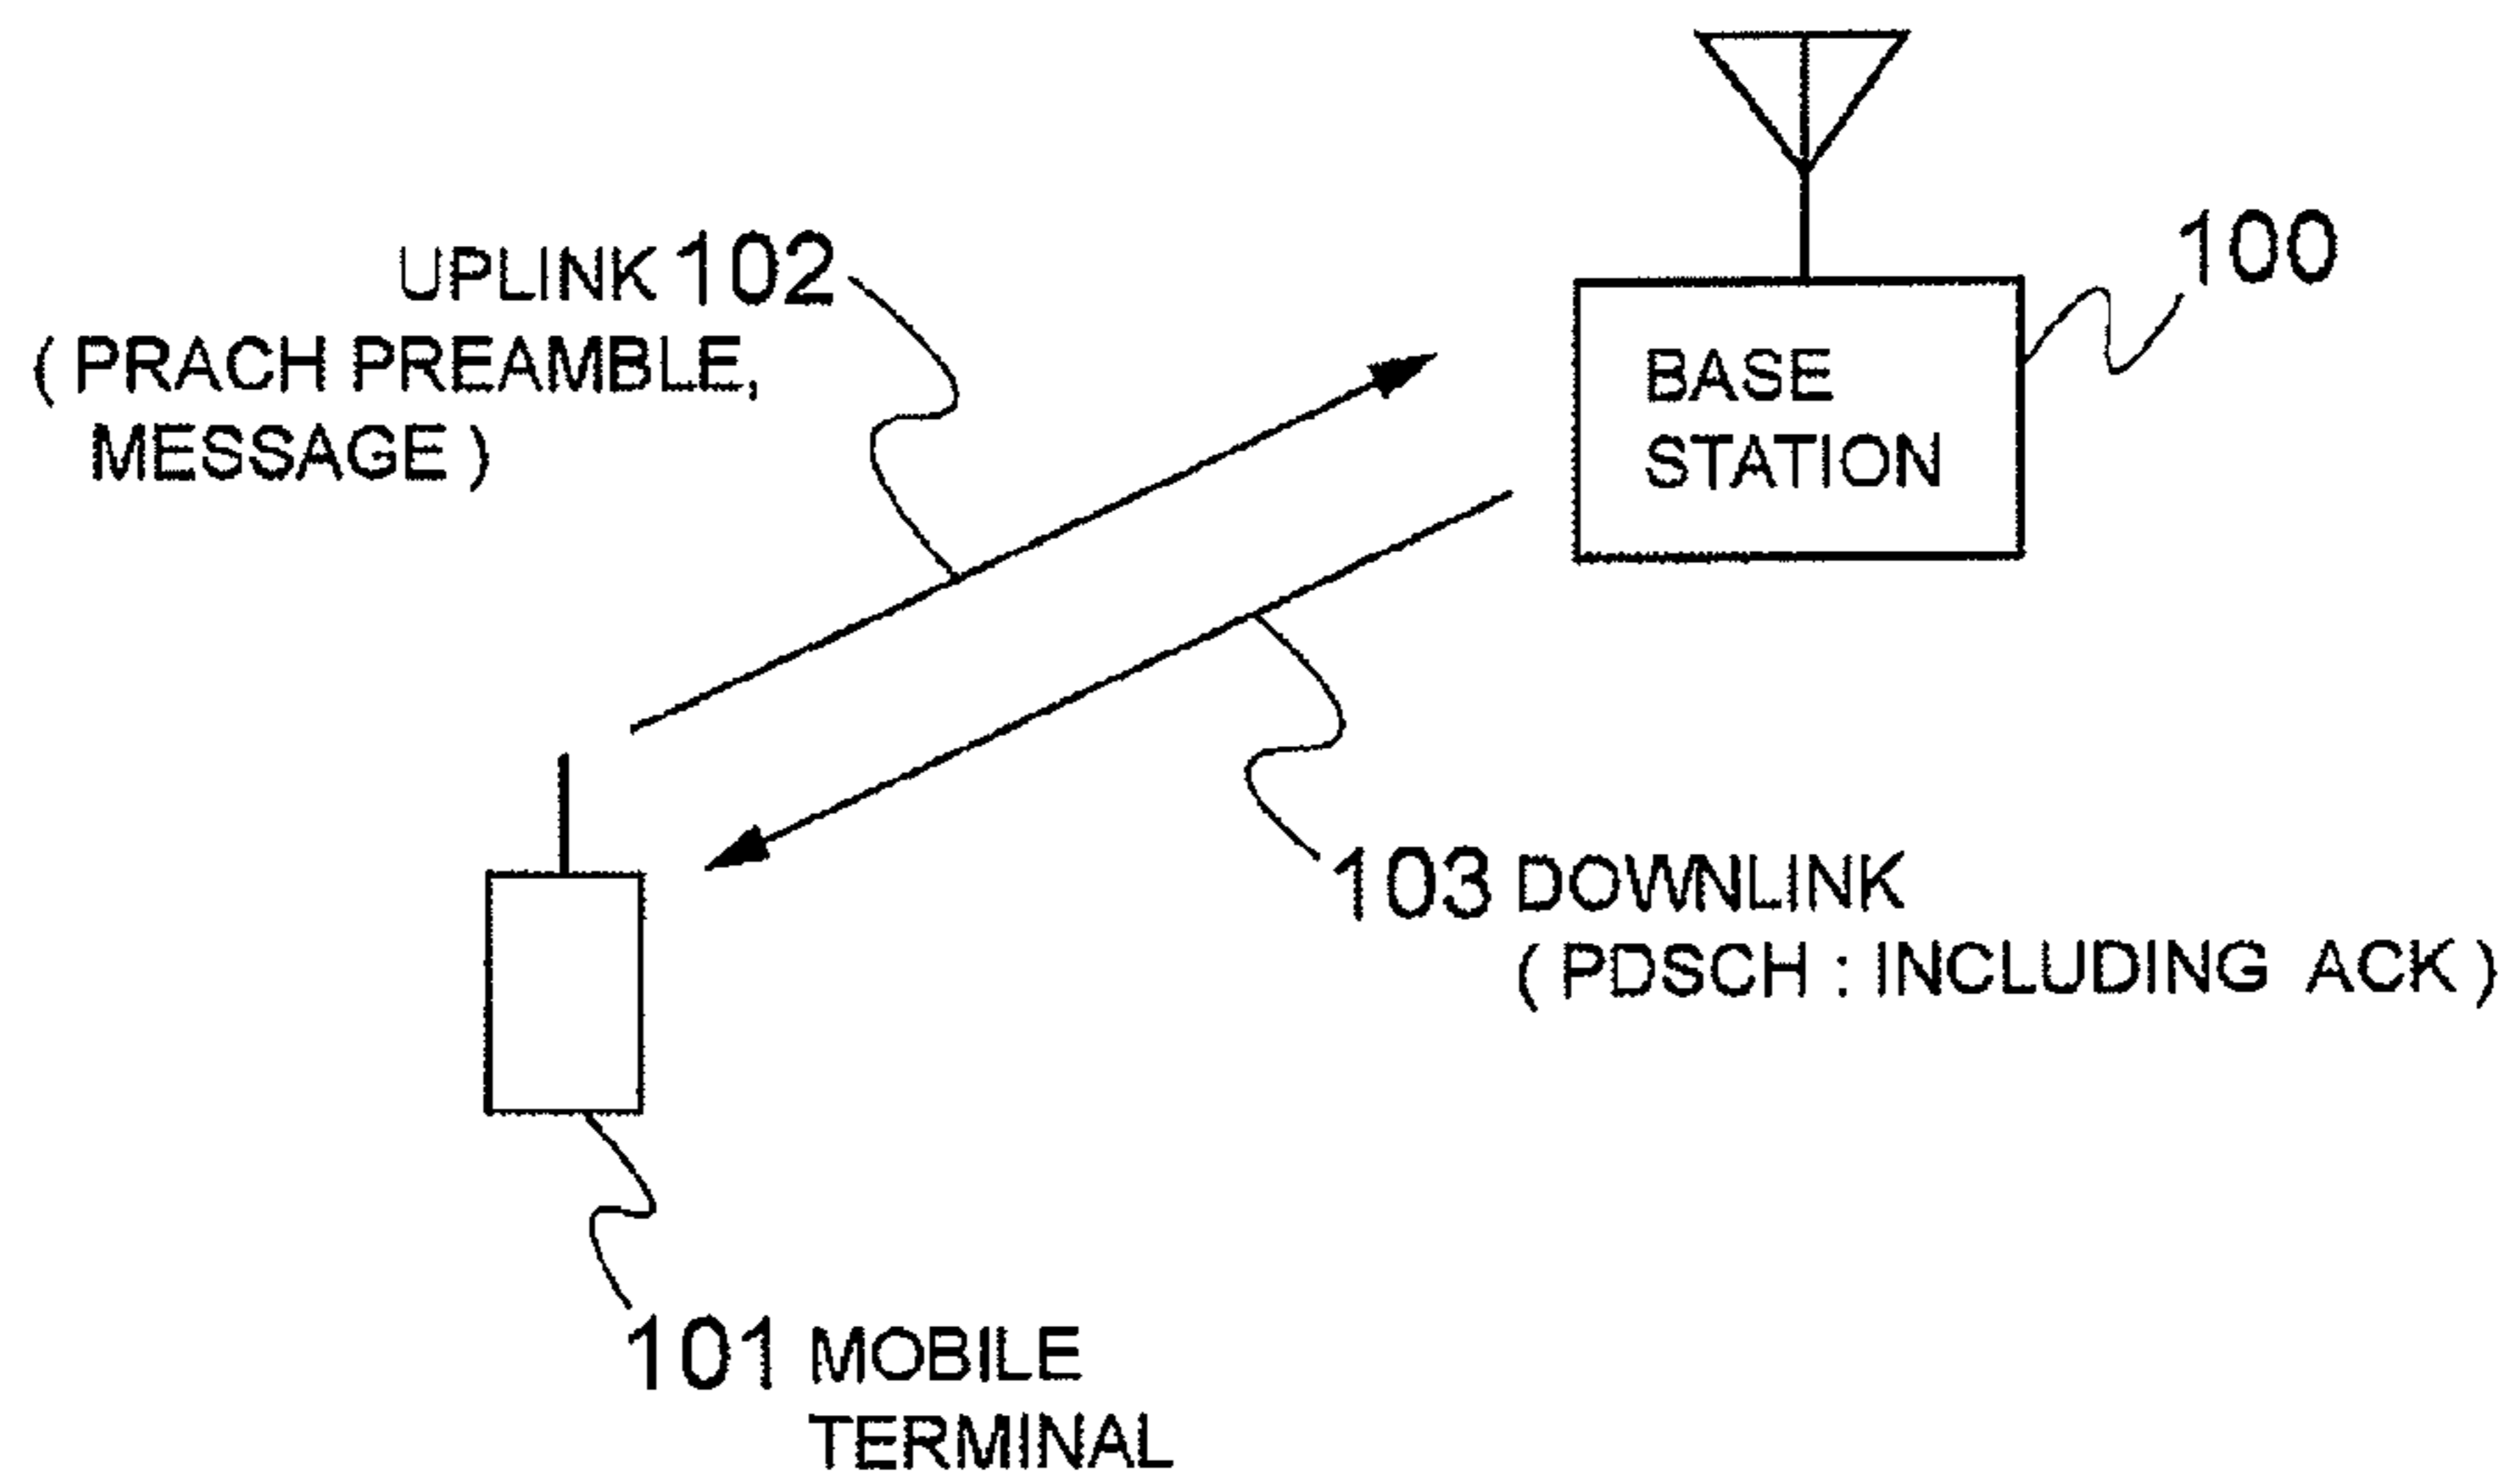 UPLINK 102
( PRACH PREAMBLE,
MESSAGE )
100
BASE
STATION
103 DOWNLINK
( PDSCH : INCLUDING ACK )
101 MOBILE
TERMINAL